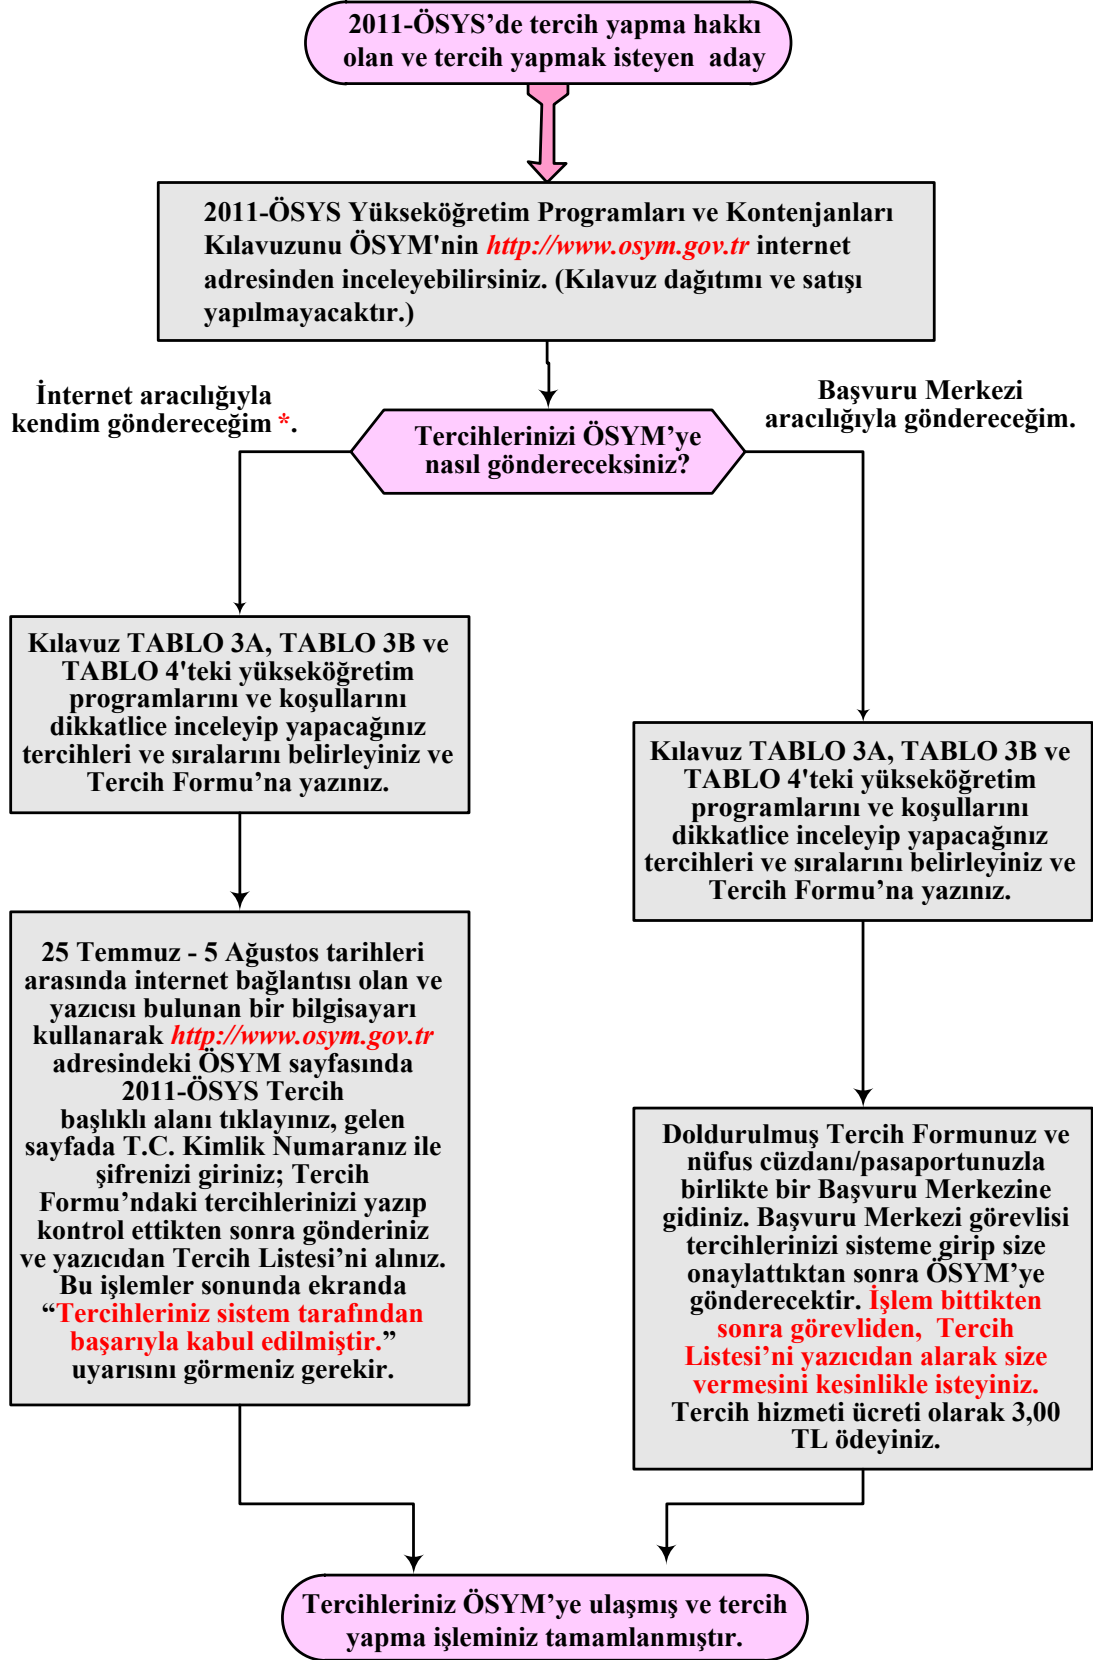 2011-ÖSYS’de tercih yapma hakkı
olan ve tercih yapmak isteyen aday
2011-ÖSYS Yükseköğretim Programları ve Kontenjanları
Kılavuzunu ÖSYM'nin http://www.osym.gov.tr internet
adresinden inceleyebilirsiniz. (Kılavuz dağıtımı ve satışı
yapılmayacaktır.)
İnternet aracılığıyla
kendim göndereceğim *.
Başvuru Merkezi
aracılığıyla göndereceğim.
Tercihlerinizi ÖSYM’ye
nasıl göndereceksiniz?
Kılavuz TABLO 3A, TABLO 3B ve
TABLO 4'teki yükseköğretim
programlarını ve koşullarını
dikkatlice inceleyip yapacağınız
tercihleri ve sıralarını belirleyiniz ve
Tercih Formu’na yazınız.
25 Temmuz - 5 Ağustos tarihleri
arasında internet bağlantısı olan ve
yazıcısı bulunan bir bilgisayarı
kullanarak http://www.osym.gov.tr
adresindeki ÖSYM sayfasında
2011-ÖSYS Tercih
başlıklı alanı tıklayınız, gelen
sayfada T.C. Kimlik Numaranız ile
şifrenizi giriniz; Tercih
Formu’ndaki tercihlerinizi yazıp
kontrol ettikten sonra gönderiniz
ve yazıcıdan Tercih Listesi’ni alınız.
Bu işlemler sonunda ekranda
“Tercihleriniz sistem tarafından
başarıyla kabul edilmiştir.”
uyarısını görmeniz gerekir.
Kılavuz TABLO 3A, TABLO 3B ve
TABLO 4'teki yükseköğretim
programlarını ve koşullarını
dikkatlice inceleyip yapacağınız
tercihleri ve sıralarını belirleyiniz ve
Tercih Formu’na yazınız.
Doldurulmuş Tercih Formunuz ve
nüfus cüzdanı/pasaportunuzla
birlikte bir Başvuru Merkezine
gidiniz. Başvuru Merkezi görevlisi
tercihlerinizi sisteme girip size
onaylattıktan sonra ÖSYM’ye
gönderecektir. İşlem bittikten
sonra görevliden, Tercih
Listesi’ni yazıcıdan alarak size
vermesini kesinlikle isteyiniz.
Tercih hizmeti ücreti olarak 3,00
TL ödeyiniz.
Tercihleriniz ÖSYM’ye ulaşmış ve tercih
yapma işleminiz tamamlanmıştır.